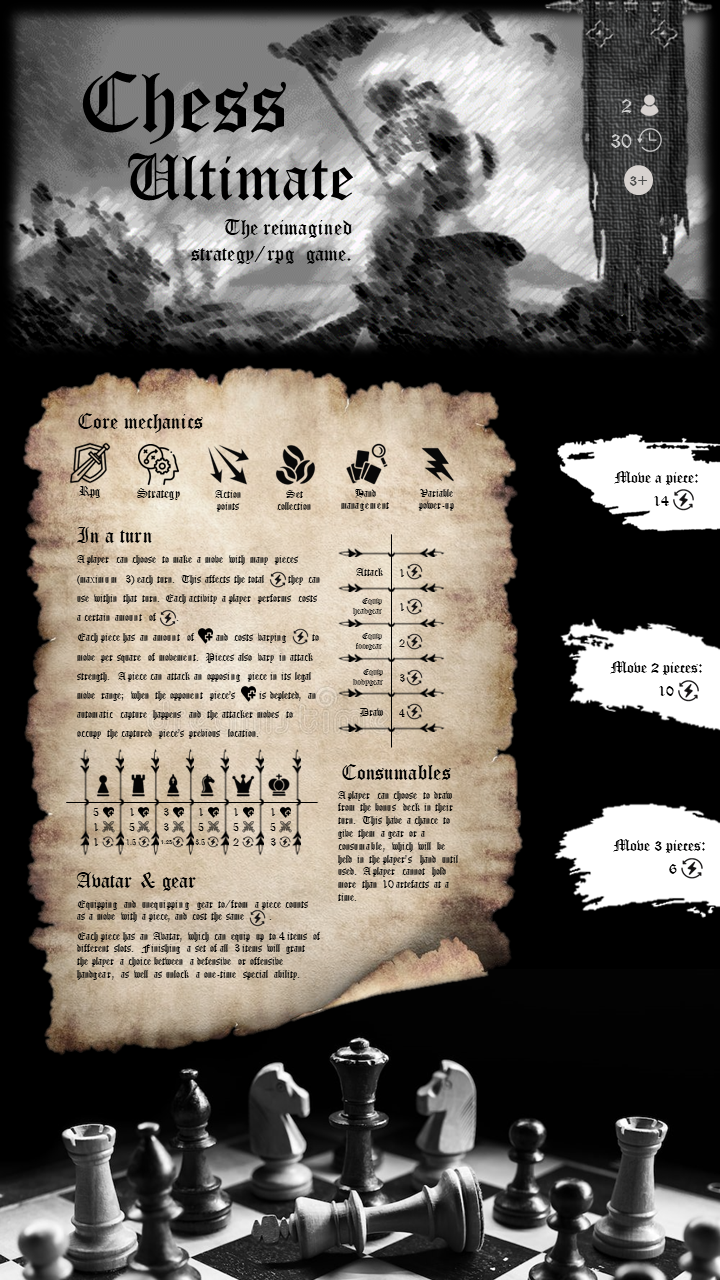 Chess
Ultimate
The reimagined
strategy/rpg game.
2
30
3+
Core mechanics
Rpg
Strategy
Action
points
Set
collection
Hand
management
Variable
power-up
In a turn
A player can choose to make a move with many pieces
(maximum 3) each turn. This affects the total they can
use within that turn. Each activity a player performs costs
a certain amount of .
Each piece has an amount of and costs varying to
move per square of movement. Pieces also vary in attack
strength. A piece can attack an opposing piece in its legal
move range; when the opponent piece's is depleted, an
automatic capture happens and the attacker moves to
occupy the captured piece's previous location.
5 1 3 1 1 1
1 5 1 5 5 5
1 1.5 1.25 3.5 2 3
Avatar & gear
Equipping and unequipping gear to/from a piece counts
as a move with a piece, and cost the same .
Each piece has an Avatar, which can equip up to 4 items of
different slots. Finishing a set of all 3 items will grant
the player a choice between a defensive or offensive
handgear, as well as unlock a one-time special ability.
Attack 1
Equip
headgear 1
Equip
footgear 2
Equip
bodygear 3
Draw 4
Consumables
A player can choose to draw
from the bonus deck in their
turn. This have a chance to
give them a gear or a
consumable, which will be
held in the player's hand until
used. A player cannot hold
more than 10 artefacts at a
time.
Move a piece:
14
Move 2 pieces:
10
Move 3 pieces:
6